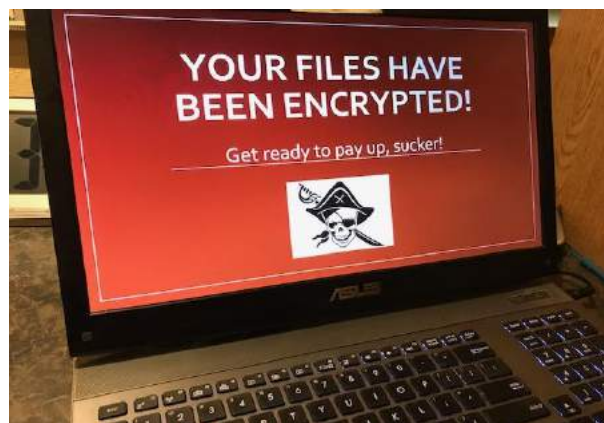 YOUR FILES HAVE
BEEN ENCRYPTED!
Get ready to pay up, sucker!
ASUS